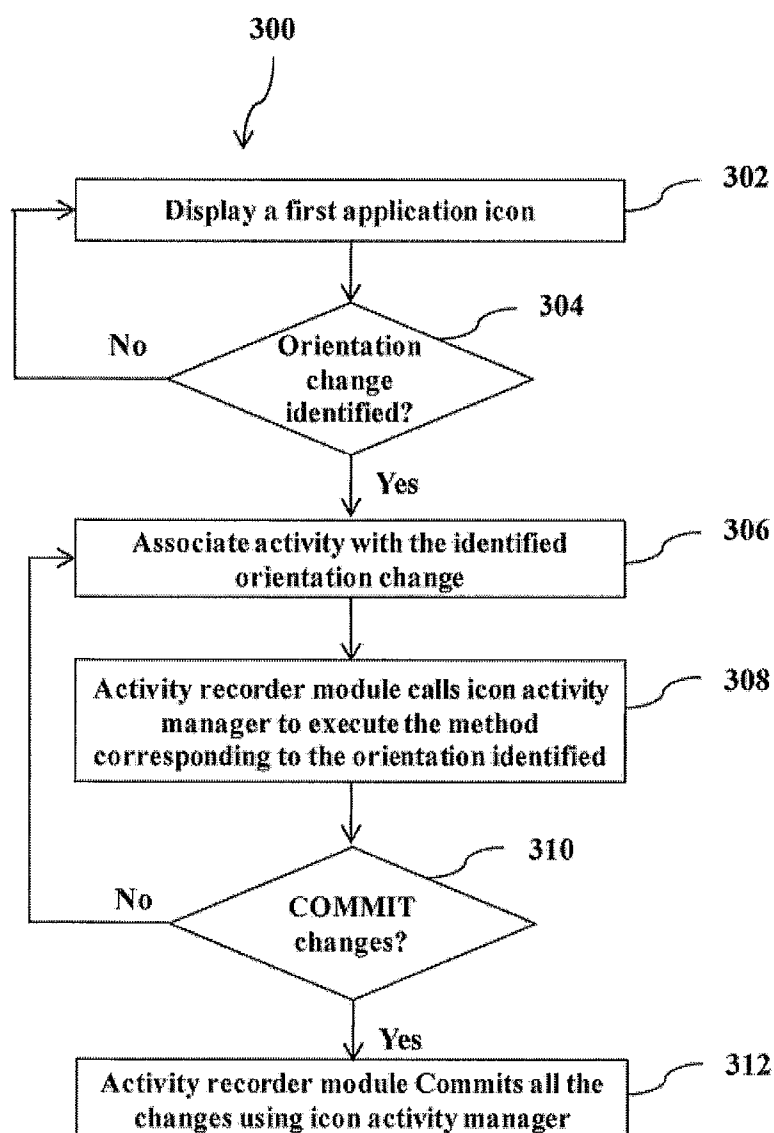 300
302
Display a first application icon
304
No
Orientation
change
identified?
Yes
306
Associate activity with the identified
orientation change
308
Activity recorder module calls icon activity
manager to execute the method
corresponding to the orientation identified
310
No
COMMIT
changes?
Yes
312
Activity recorder module Commits all the
changes using icon activity manager